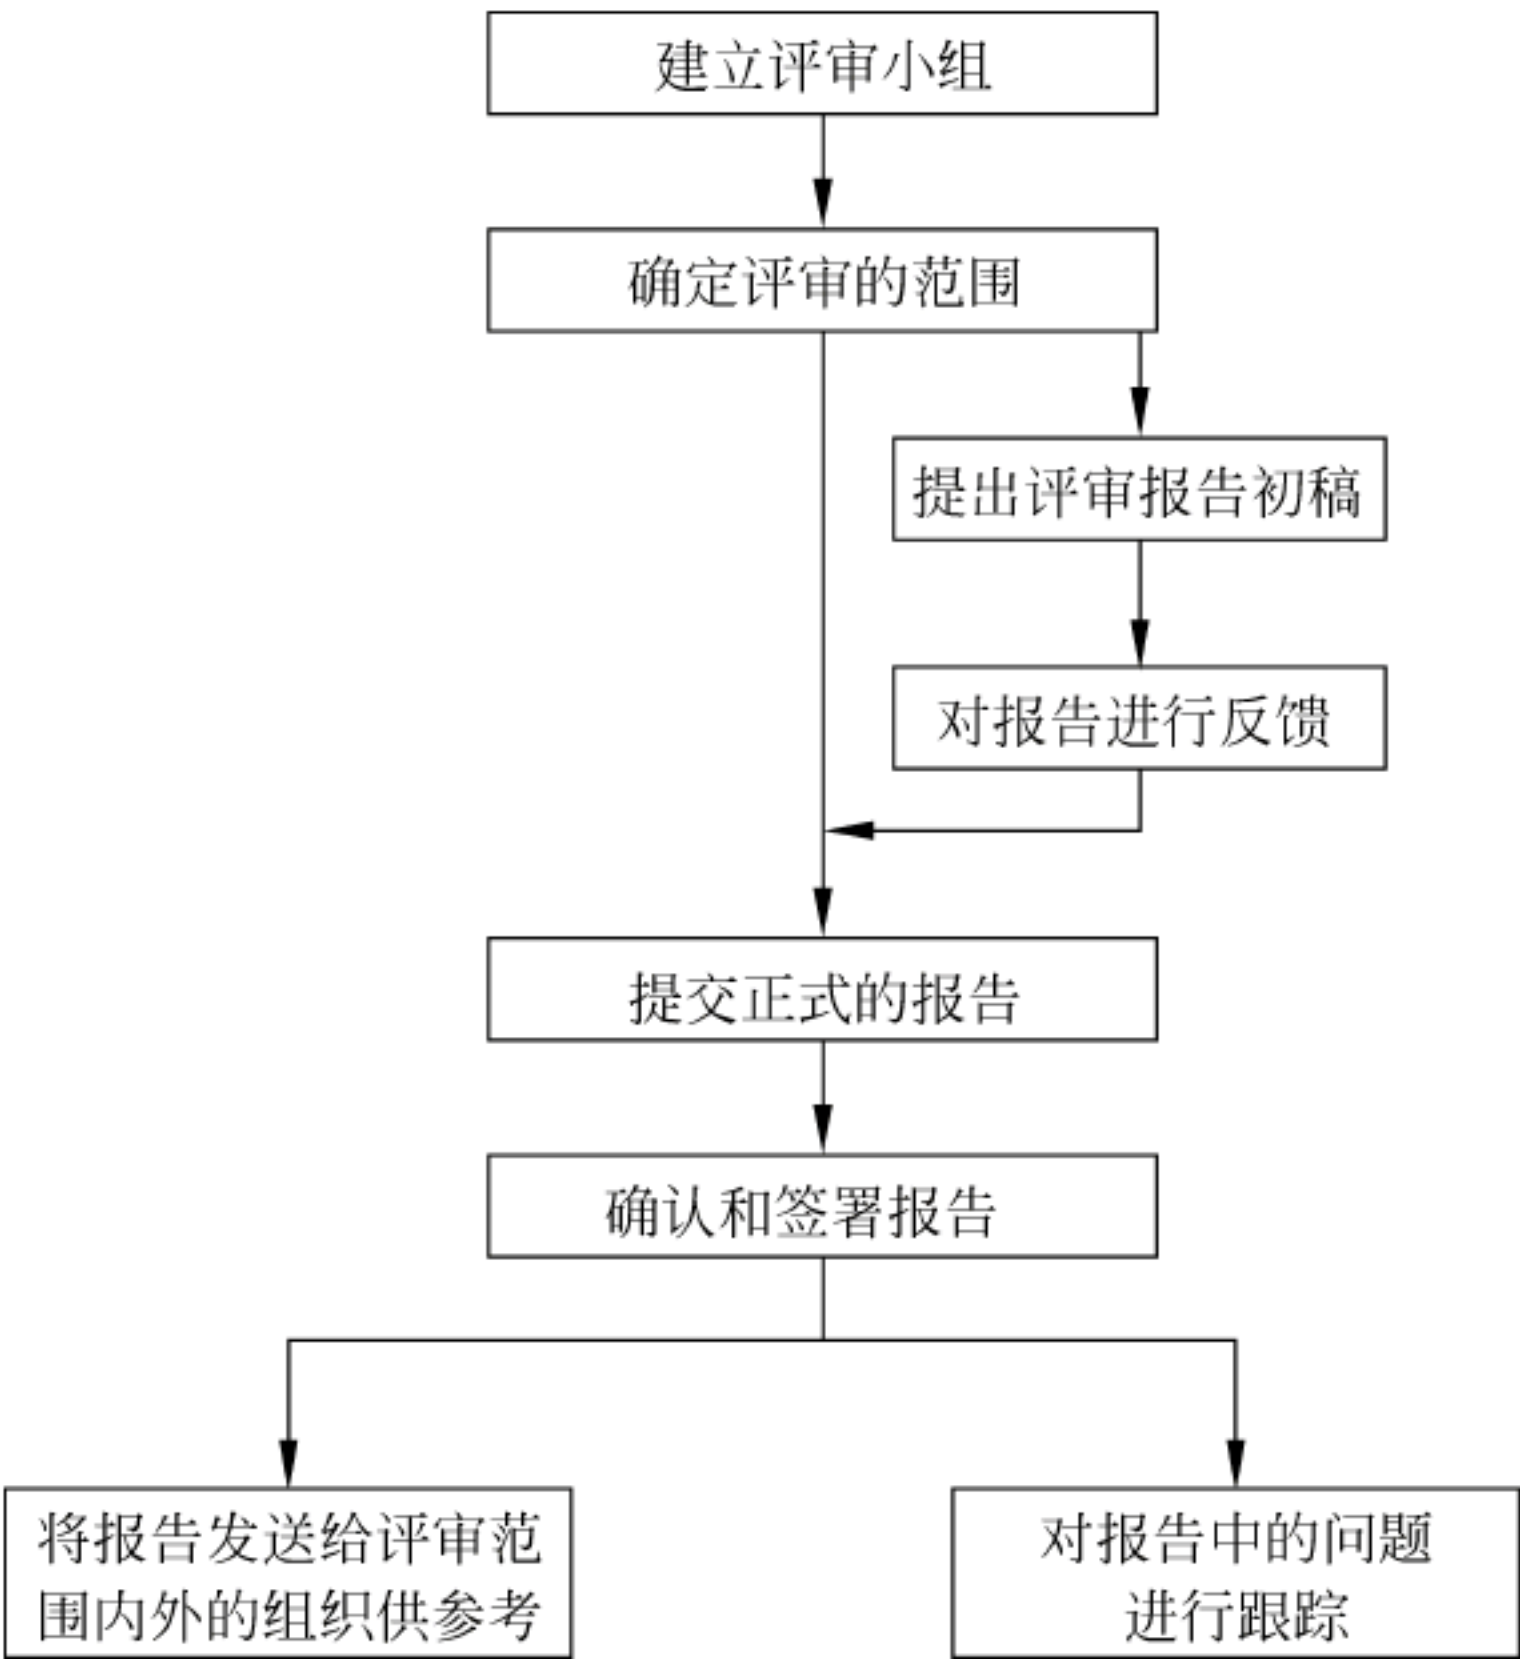 建立评审小组
确定评审的范围
提出评审报告初稿
对报告进行反馈
提交正式的报告
确认和签署报告
将报告发送给评审范
围内外的组织供参考
对报告中的问题
进行跟踪